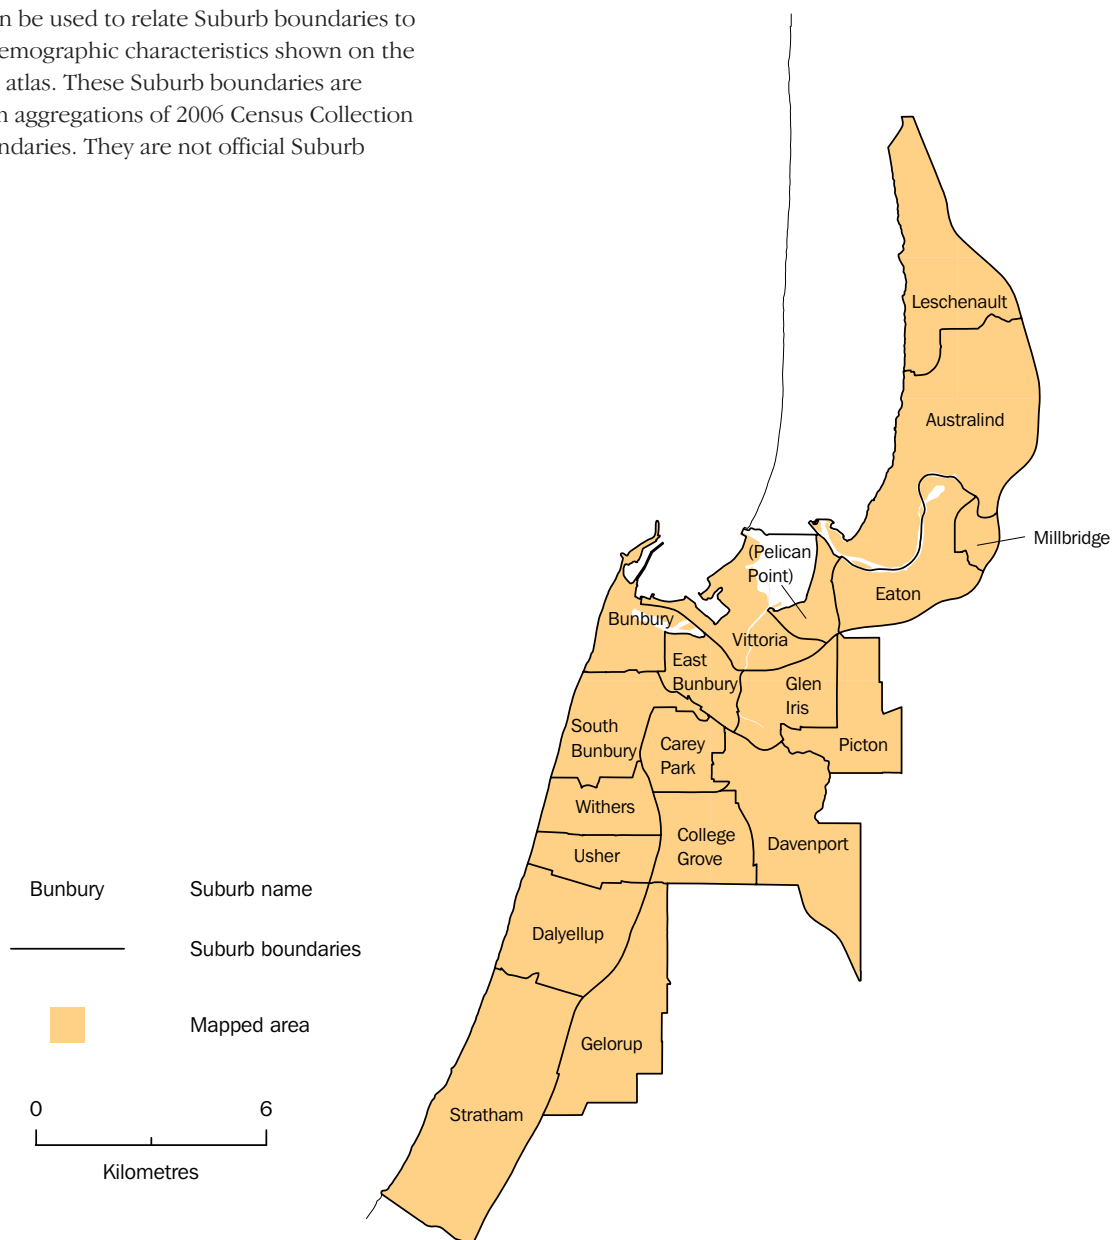 n be used to relate Suburb boundaries to
emographic characteristics shown on the
atlas. These Suburb boundaries are
n aggregations of 2006 Census Collection
ndaries. They are not official Suburb
Leschenault
Australind
Millbridge
(Pelican
Point)
Eaton
Bunbury
Vittoria
East
Bunbury
Glen
Iris
South
Bunbury
Carey
Park
Picton
Withers
College
Grove
Davenport
Usher
Bunbury Suburb name
Dalyellup
Suburb boundaries
Mapped area
Gelorup
Stratham
0 6
Kilometres